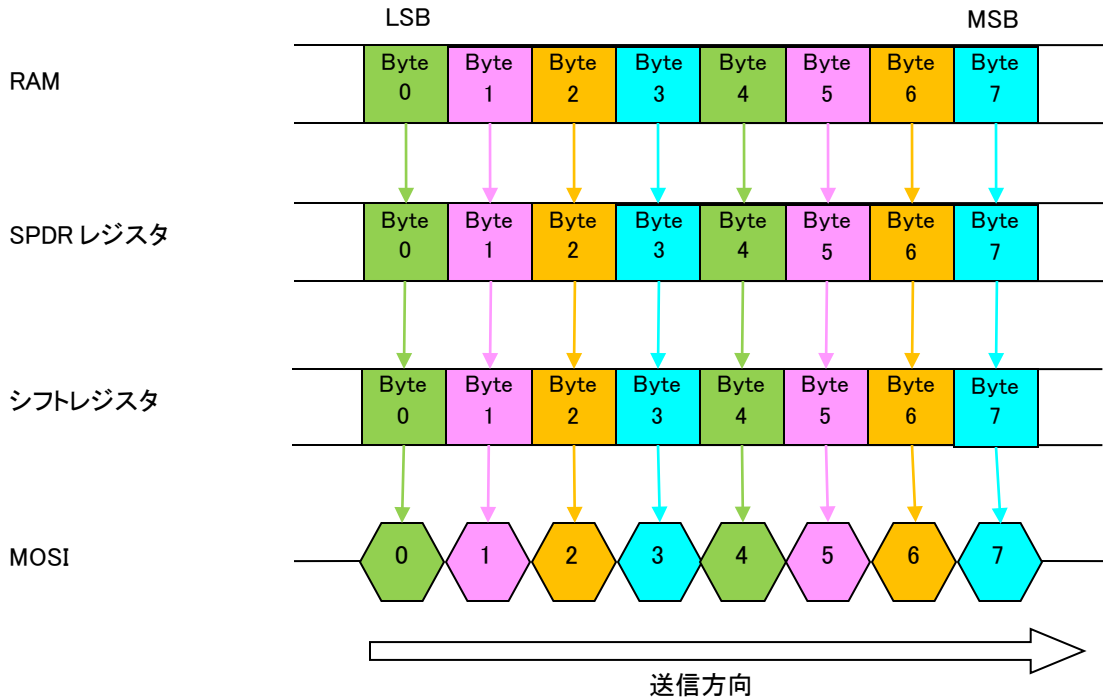 LSB MSB
RAM
Byte Byte Byte Byte Byte Byte Byte Byte
0 1 2 3 4 5 6 7
SPDR レジスタ
Byte Byte Byte Byte Byte Byte Byte Byte
0 1 2 3 4 5 6 7
シフトレジスタ
Byte Byte Byte Byte Byte Byte Byte Byte
0 1 2 3 4 5 6 7
MOSI
0 1 2 3 4 5 6 7
送信方向